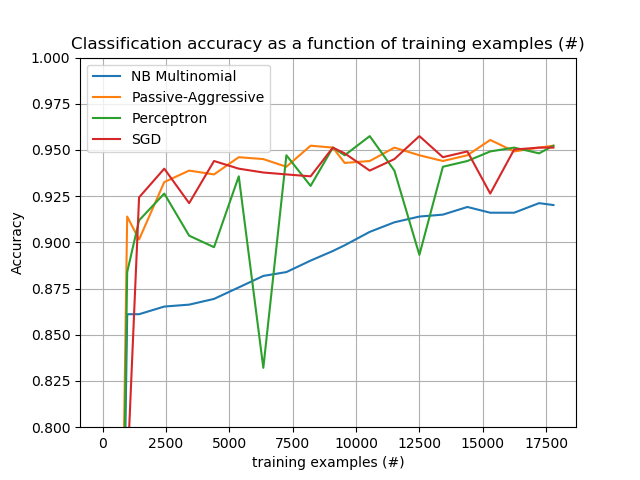 Classification accuracy as a function of training examples (#)
1.000
0.975
0.950
0.925
0.900
0.875
0.850
0.825
0.800
Accuracy
NB Multinomial
Passive-Aggressive
Perceptron
SGD
0 2500 5000 7500 10000 12500 15000 17500
training examples (#)